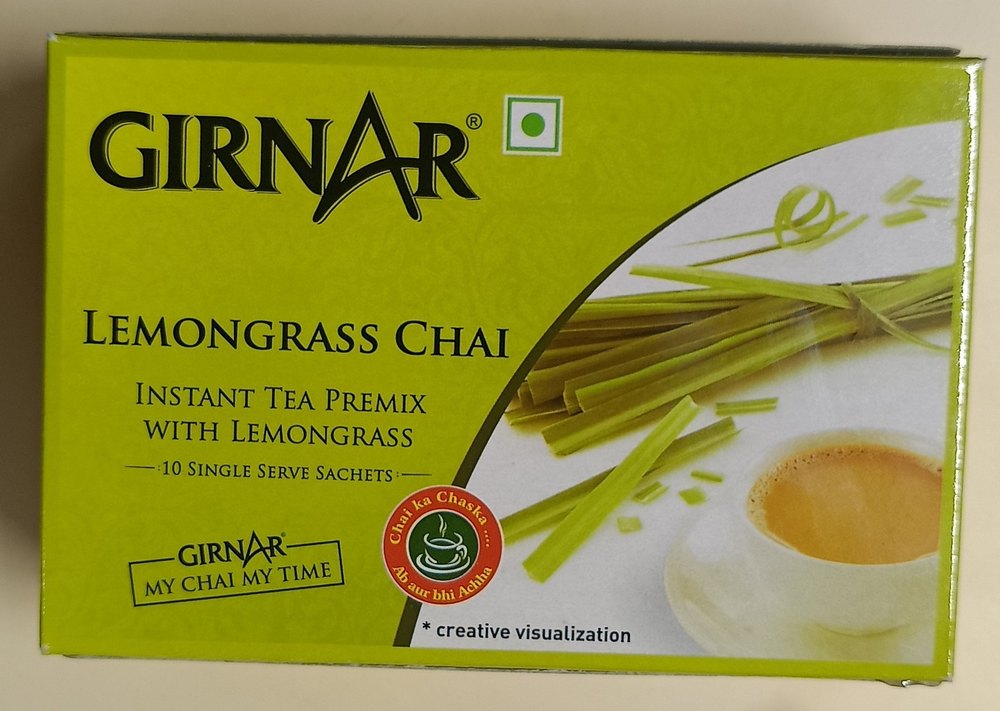 GIRNAR®
LEMONGRASS CHAI
INSTANT TEA PREMIX
WITH LEMONGRASS
10 SINGLE SERVE SACHETS
GIRNAR®
MY CHAI MY TIME
Chai ka Chaska ....
Ab aur bhi Achha
* creative visualization